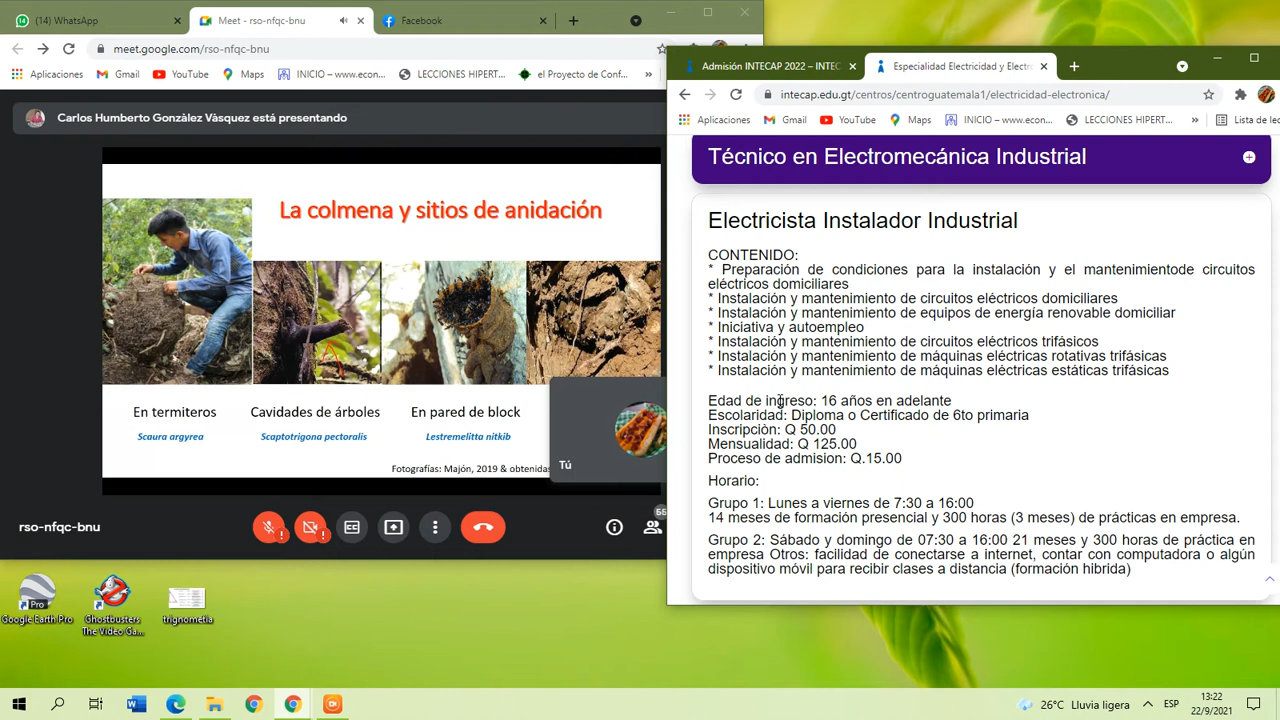 (14) WhatsApp
Meet - rso-nfqc-bnu
Facebook
meet.google.com/rso-nfqc-bnu
Aplicaciones
Gmail
YouTube
Maps
INICIO – www.econ...
LECCIONES HIPERT...
el Proyecto de Conf...
»
Carlos Humberto Gonzàlez Vàsquez está presentando
La colmena y sitios de anidación
En termiteros
Cavidades de árboles
En pared de block
Scaura argyrea
Scaptotrigona pectoralis
Lestremelitta nitkib
Fotografías: Majón, 2019 & obtenidas
Tú
rso-nfqc-bnu
55
Admisión INTECAP 2022 – INTEC
Especialidad Electricidad y Electro
intecap.edu.gt/centros/centroguatemala1/electricidad-electronica/
Aplicaciones
Gmail
YouTube
Maps
INICIO – www.econ...
LECCIONES HIPERT...
»
Lista de lec
Técnico en Electromecánica Industrial
Electricista Instalador Industrial
CONTENIDO:
* Preparación de condiciones para la instalación y el mantenimientode circuitos
eléctricos domiciliares
* Instalación y mantenimiento de circuitos eléctricos domiciliares
* Instalación y mantenimiento de equipos de energía renovable domiciliar
* Iniciativa y autoempleo
* Instalación y mantenimiento de circuitos eléctricos trifásicos
* Instalación y mantenimiento de máquinas eléctricas rotativas trifásicas
* Instalación y mantenimiento de máquinas eléctricas estáticas trifásicas
Edad de ingreso: 16 años en adelante
Escolaridad: Diploma o Certificado de 6to primaria
Inscripciòn: Q 50.00
Mensualidad: Q 125.00
Proceso de admision: Q.15.00
Horario:
Grupo 1: Lunes a viernes de 7:30 a 16:00
14 meses de formación presencial y 300 horas (3 meses) de prácticas en empresa.
Grupo 2: Sábado y domingo de 07:30 a 16:00 21 meses y 300 horas de práctica en
empresa Otros: facilidad de conectarse a internet, contar con computadora o algún
dispositivo móvil para recibir clases a distancia (formación hibrida)
Pro
Google Earth Pro
Ghostbusters
The Video Ga...
trignometia
26°C Lluvia ligera
ESP
13:22
22/9/2021